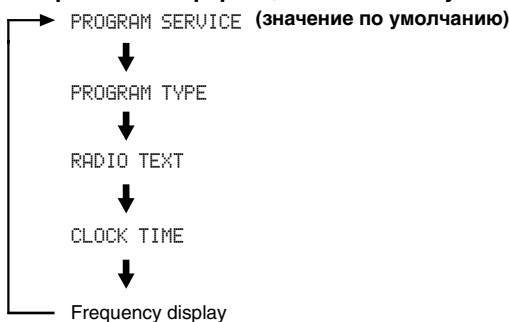 PROGRAM SERVICE (значение по умолчанию)
PROGRAM TYPE
RADIO TEXT
CLOCK TIME
Frequency display